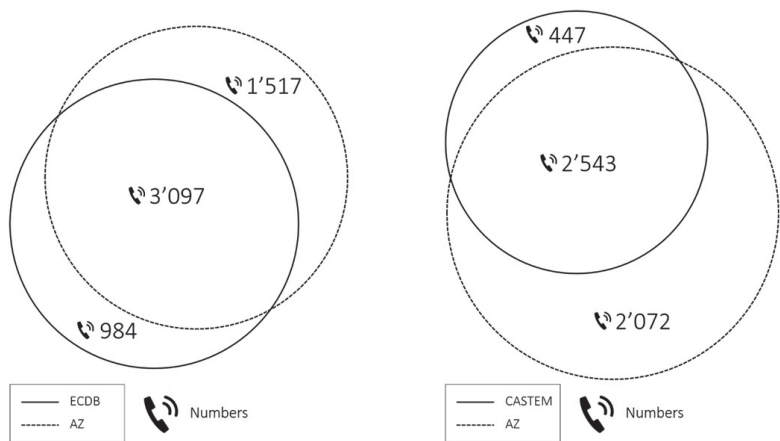 1’517
3’097
984
ECDB
AZ
Numbers
447
2’543
2’072
CASTEM
AZ
Numbers